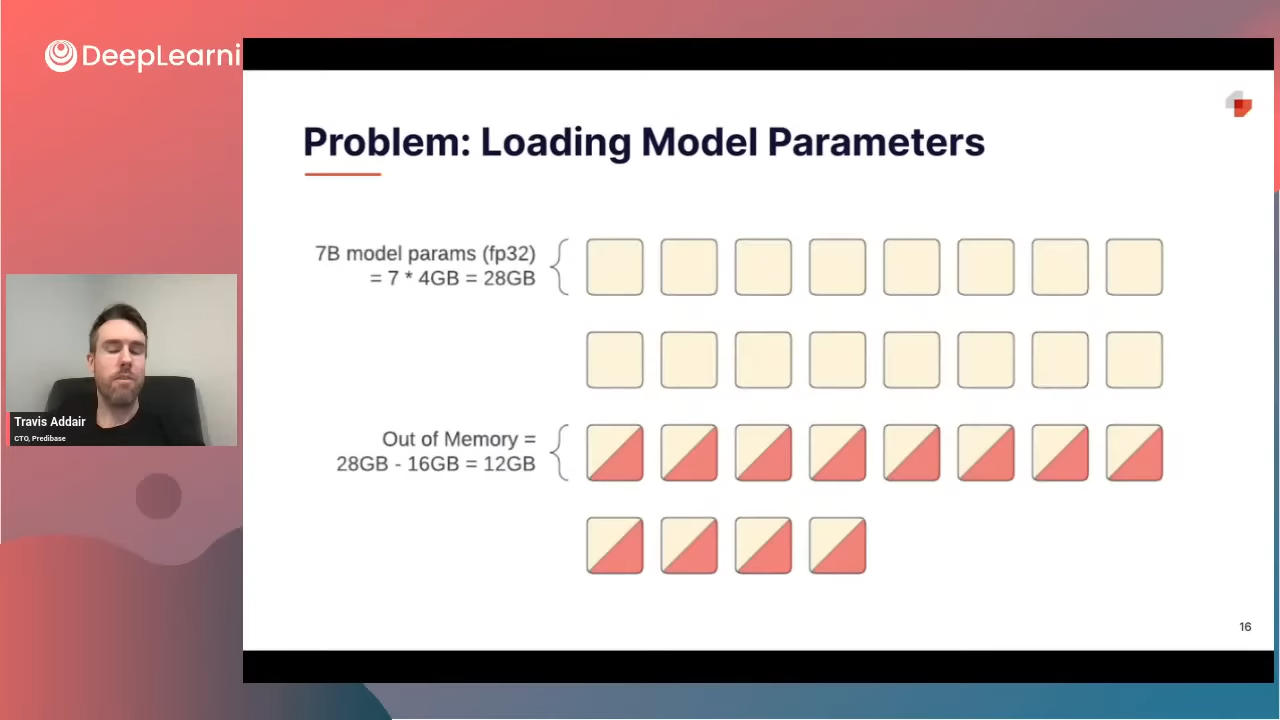 DeepLearni
Problem: Loading Model Parameters
7B model params (fp32)
= 7 * 4GB = 28GB
Out of Memory =
28GB - 16GB = 12GB
Travis Addair
CTO, Predibase
16